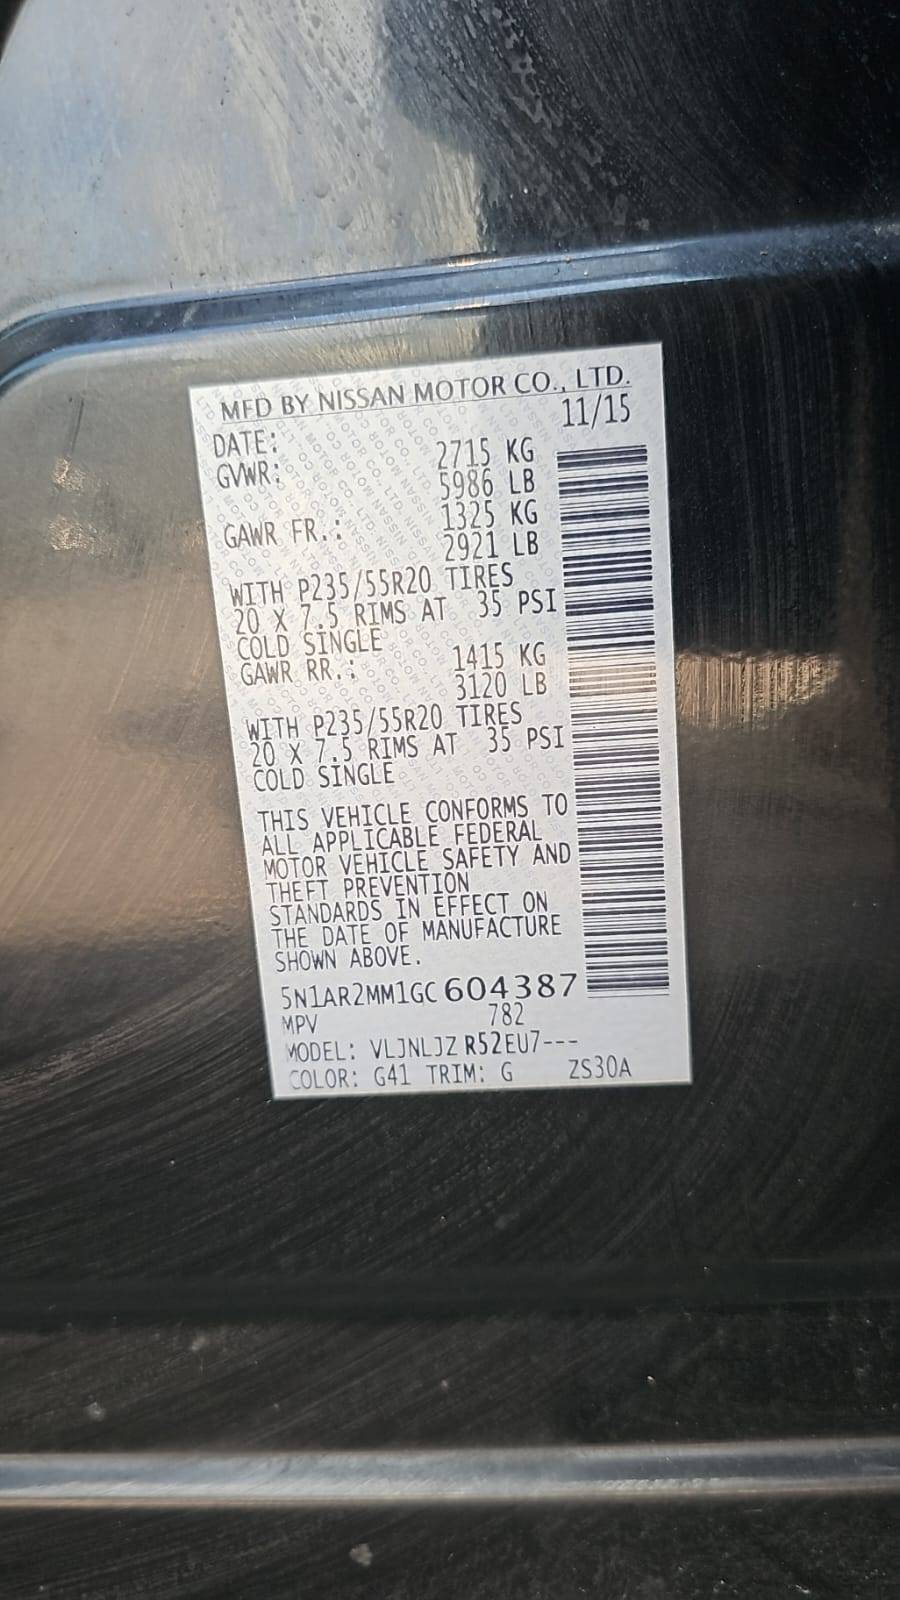 MFD BY NISSAN MOTOR CO., LTD.
DATE: 11/15
GVWR: 2715 KG
5986 LB
GAWR FR.: 1325 KG
2921 LB
WITH P235/55R20 TIRES
20 X 7.5 RIMS AT 35 PSI
COLD SINGLE
GAWR RR.: 1415 KG
3120 LB
WITH P235/55R20 TIRES
20 X 7.5 RIMS AT 35 PSI
COLD SINGLE
THIS VEHICLE CONFORMS TO
ALL APPLICABLE FEDERAL
MOTOR VEHICLE SAFETY AND
THEFT PREVENTION
STANDARDS IN EFFECT ON
THE DATE OF MANUFACTURE
SHOWN ABOVE.
5N1AR2MM1GC 604387
MPV 782
MODEL: VLJNLJZ R52EU7---
COLOR: G41 TRIM: G ZS30A